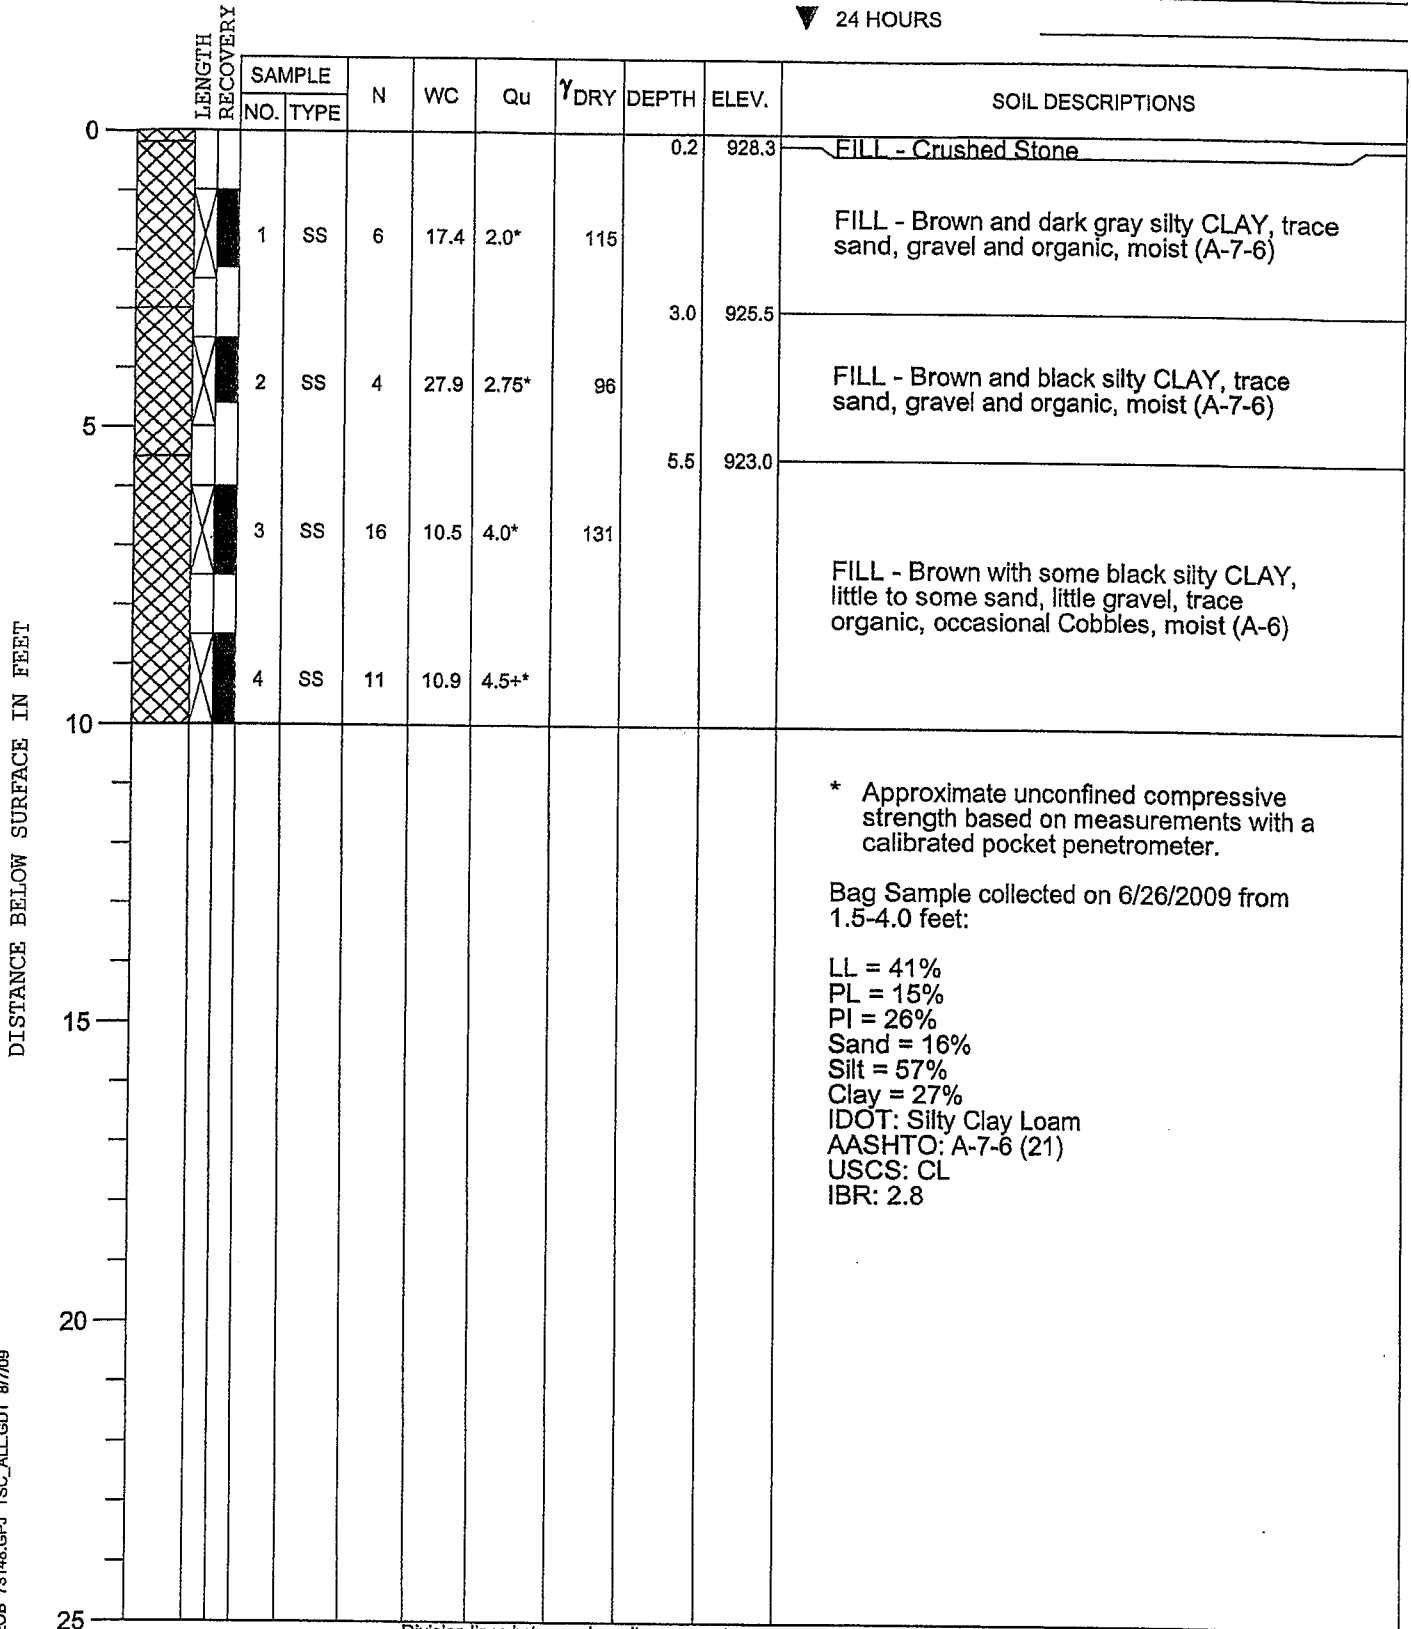 24 HOURS
LENGTH
RECOVERY
SAMPLE
NO. TYPE N WC Qu γDRY DEPTH ELEV. SOIL DESCRIPTIONS
0
0.2 928.3 FILL - Crushed Stone
1 SS 6 17.4 2.0* 115
FILL - Brown and dark gray silty CLAY, trace
sand, gravel and organic, moist (A-7-6)
3.0 925.5
2 SS 4 27.9 2.75* 96
FILL - Brown and black silty CLAY, trace
sand, gravel and organic, moist (A-7-6)
5
5.5 923.0
3 SS 16 10.5 4.0* 131
FILL - Brown with some black silty CLAY,
little to some sand, little gravel, trace
organic, occasional Cobbles, moist (A-6)
4 SS 11 10.9 4.5+*
10
* Approximate unconfined compressive
strength based on measurements with a
calibrated pocket penetrometer.
Bag Sample collected on 6/26/2009 from
1.5-4.0 feet:
LL = 41%
PL = 15%
PI = 26%
Sand = 16%
Silt = 57%
Clay = 27%
IDOT: Silty Clay Loam
AASHTO: A-7-6 (21)
USCS: CL
IBR: 2.8
15
20
25
DISTANCE BELOW SURFACE IN FEET
TSC_ALL.GDT 8/7/09